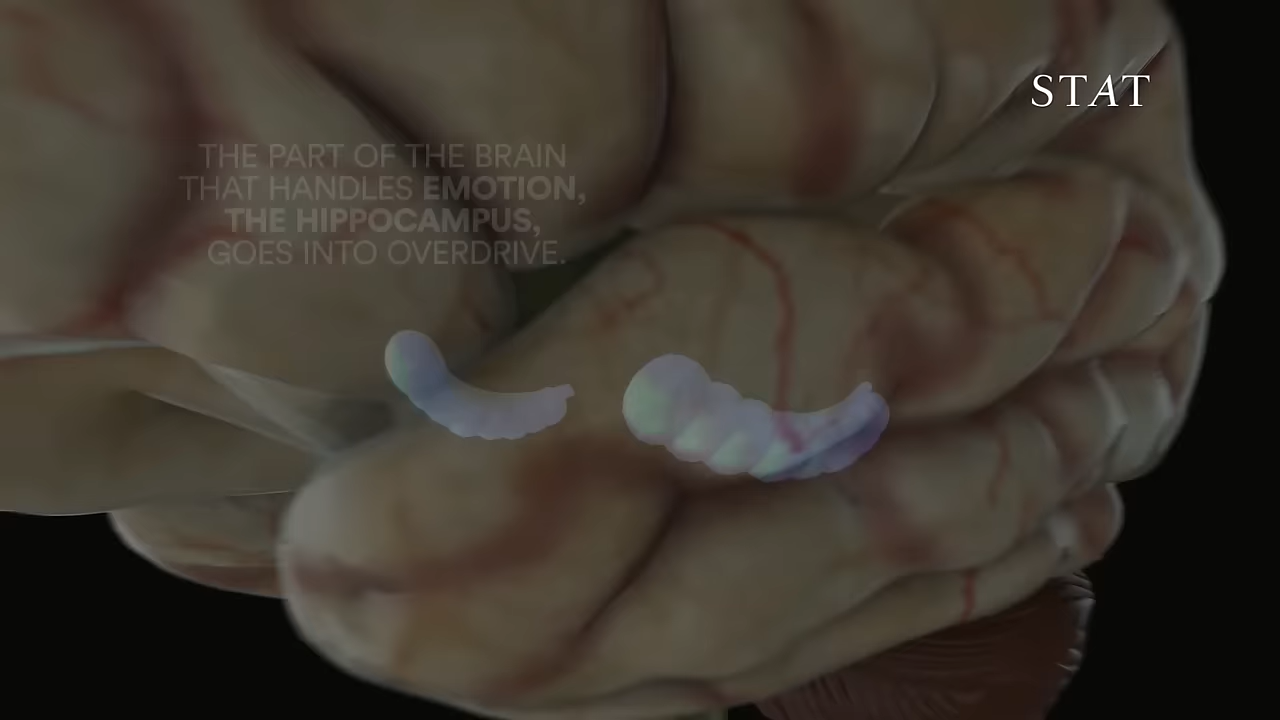 STAT
THE PART OF THE BRAIN
THAT HANDLES EMOTION,
THE HIPPOCAMPUS,
GOES INTO OVERDRIVE.